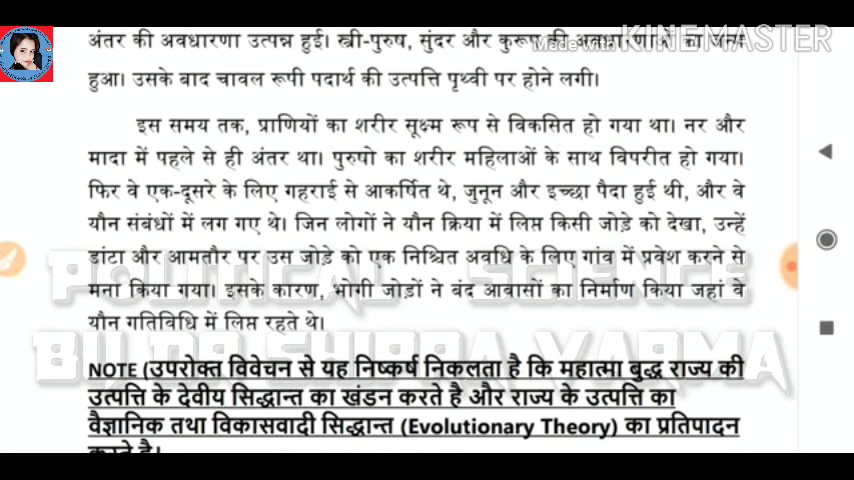 अंतर की अवधारणा उत्पन्न हुई। स्त्री-पुरुष, सुंदर और कुरूप की अवधारणाओं का जन्म
Made with KINEMASTER
हुआ। उसके बाद चावल रूपी पदार्थ की उत्पत्ति पृथ्वी पर होने लगी।
इस समय तक, प्राणियों का शरीर सूक्ष्म रूप से विकसित हो गया था। नर और
मादा में पहले से ही अंतर था। पुरुषो का शरीर महिलाओं के साथ विपरीत हो गया।
फिर वे एक-दूसरे के लिए गहराई से आकर्षित थे, जुनून और इच्छा पैदा हुई थी, और वे
यौन संबंधों में लग गए थे। जिन लोगों ने यौन क्रिया में लिप्त किसी जोड़े को देखा, उन्हें
डांटा और आमतौर पर उस जोड़े को एक निश्चित अवधि के लिए गांव में प्रवेश करने से
मना किया गया। इसके कारण, भोगी जोड़ों ने बंद आवासों का निर्माण किया जहां वे
यौन गतिविधि में लिप्त रहते थे।
POLITICAL SCIENCE
BY DR SHIPRA VARMA
NOTE (उपरोक्त विवेचन से यह निष्कर्ष निकलता है कि महात्मा बुद्ध राज्य की
उत्पत्ति के देवीय सिद्धान्त का खंडन करते है और राज्य के उत्पत्ति का
वैज्ञानिक तथा विकासवादी सिद्धान्त (Evolutionary Theory) का प्रतिपादन
करते है।